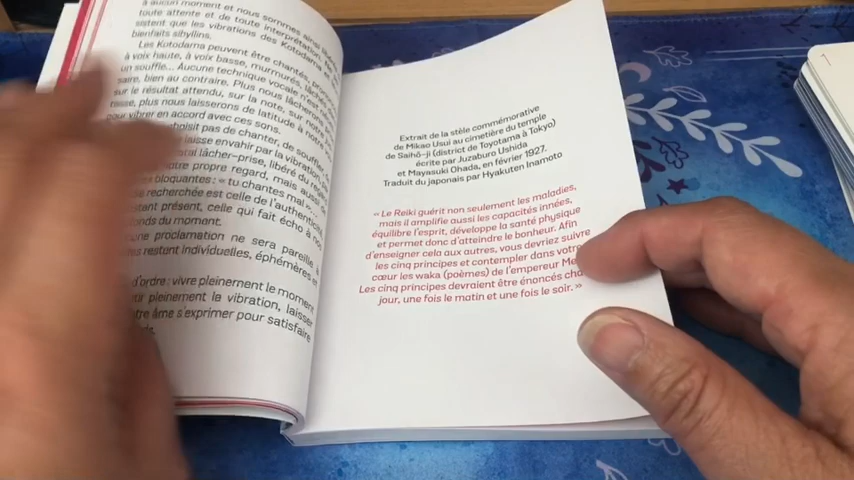 à aucun moment et nous sommes ainsi
de toute attente et de toute interprétation.
sistent que les vibrations des Kotodama et
bienfaits sibyllins.
Les Kotodama peuvent être chantés,
à voix haute, à voix basse, murmurés,
un souffle... Aucune technique vocale n'est
saire, bien au contraire. Plus nous lâcherons
sur le résultat attendu, sur la note, sur notre
plus nous laisserons de latitude à notre
pour vibrer en accord avec ces sons.
pas de chanter, de souffler
laisse envahir par la vibration,
lâcher-prise, libéré du
propre regard, mais aussi
« tu chantes mal »...
recherchée est celle de l'authenticité
présent, celle qui fait écho à
du moment.
proclamation ne sera pareille à
restent individuelles, éphémères et
d'ordre : vivre pleinement le moment
pleinement la vibration, laisser
âme s'exprimer pour satisfaire
Extrait de la stèle commémorative
de Mikao Usui au cimetière du temple
de Saihō-ji (district de Toyotama à Tokyo)
écrite par Juzaburo Ushida
et Mayasuki Ohada, en février 1927.
Traduit du japonais par Hyakuten Inamoto
« Le Reiki guérit non seulement les maladies,
mais il amplifie aussi les capacités innées,
équilibre l'esprit, développe la santé physique
et permet donc d'atteindre le bonheur. Afin
d'enseigner cela aux autres, vous devriez suivre
les cinq principes et contempler dans votre
cœur les waka (poèmes) de l'empereur
Les cinq principes devraient être énoncés
jour, une fois le matin et une fois le soir. »
1